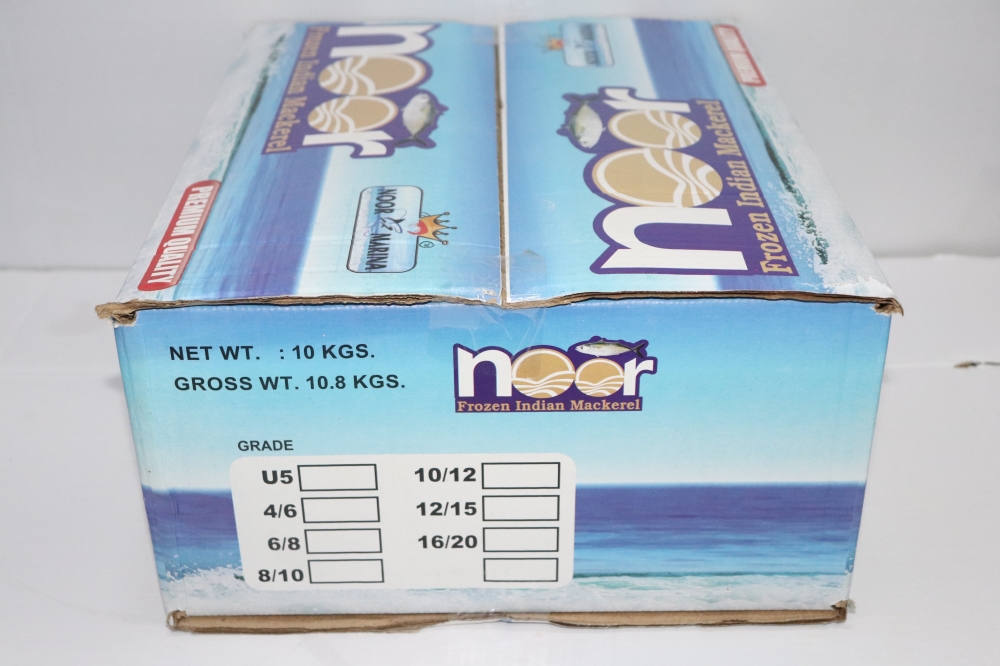 noor
Frozen Indian Mackerel
PREMIUM QUALITY
NOOR MARINA
noor
Frozen Indian Mackerel
PREMIUM QUALITY
NET WT. : 10 KGS.
GROSS WT. 10.8 KGS.
noor
Frozen Indian Mackerel
GRADE
U5
10/12
4/6
12/15
6/8
16/20
8/10